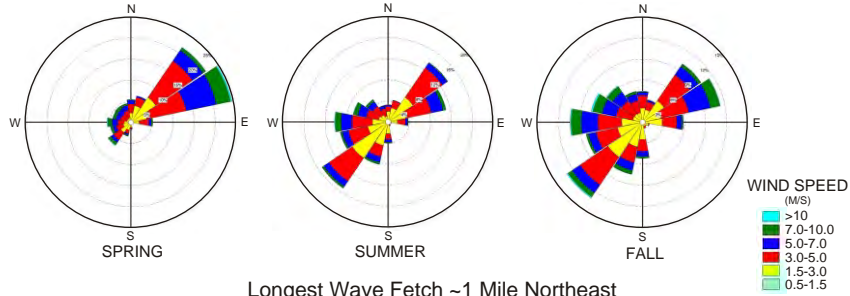 N
W
E
S
SPRING
N
W
E
S
SUMMER
N
W
E
S
FALL
WIND SPEED
(M/S)
>10
7.0-10.0
5.0-7.0
3.0-5.0
1.5-3.0
0.5-1.5
Longest Wave Fetch ~1 Mile Northeast